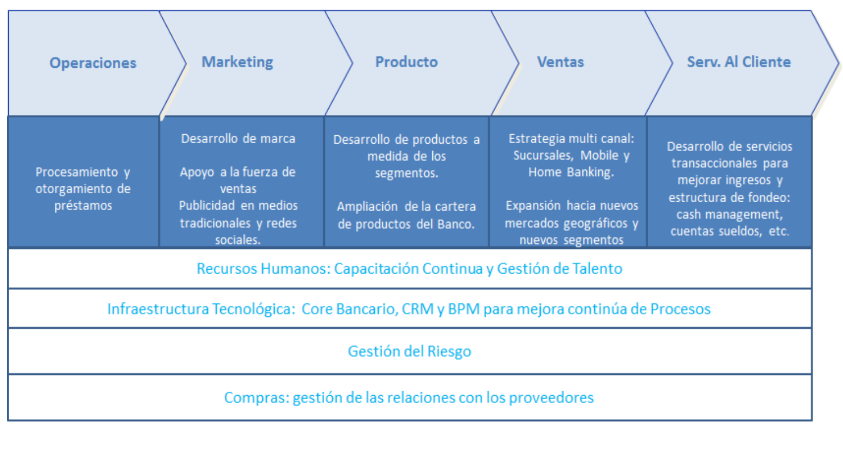 Operaciones
Marketing
Producto
Ventas
Serv. Al Cliente
Procesamiento y
otorgamiento de
préstamos
Desarrollo de marca
Apoyo a la fuerza de
ventas
Publicidad en medios
tradicionales y redes
sociales.
Desarrollo de productos a
medida de los
segmentos.
Ampliación de la cartera
de productos del Banco.
Estrategia multi canal:
Sucursales, Mobile y
Home Banking.
Expansión hacia nuevos
mercados geográficos y
nuevos segmentos
Desarrollo de servicios
transaccionales para
mejorar ingresos y
estructura de fondeo:
cash management,
cuentas sueldos, etc.
Recursos Humanos: Capacitación Continua y Gestión de Talento
Infraestructura Tecnológica: Core Bancario, CRM y BPM para mejora continúa de Procesos
Gestión del Riesgo
Compras: gestión de las relaciones con los proveedores